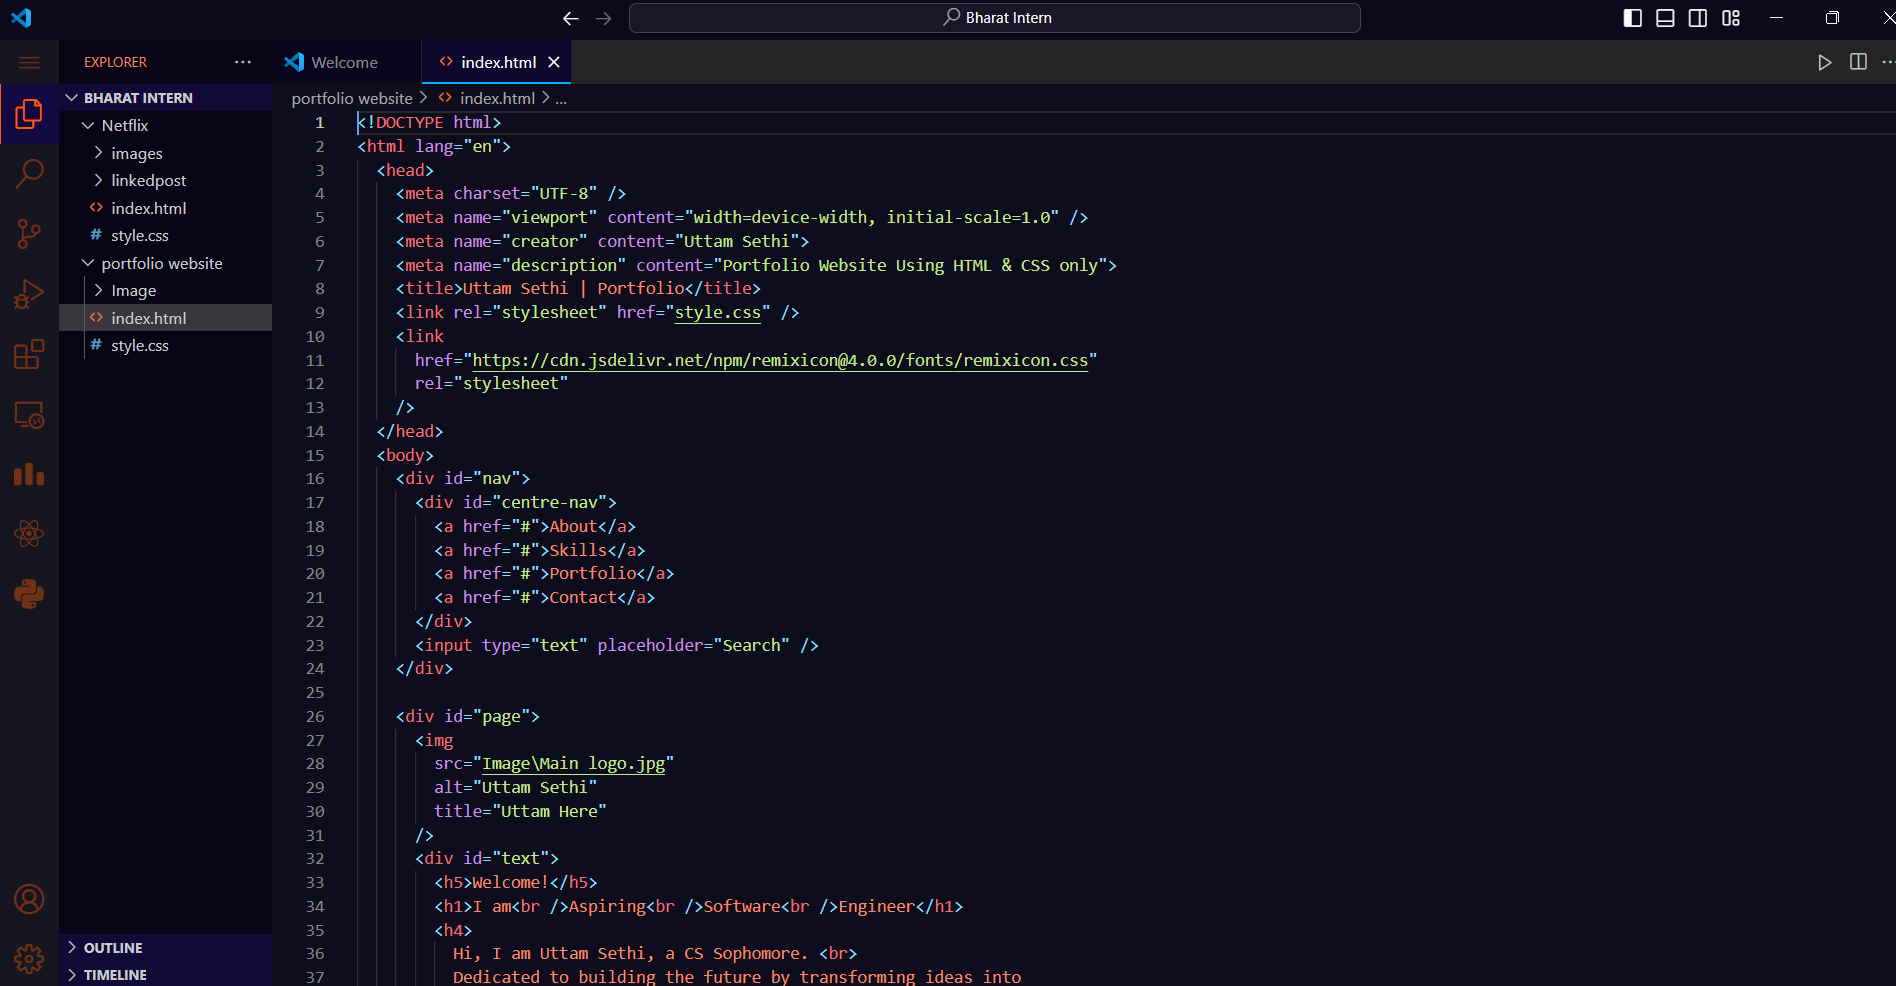 Bharat Intern
EXPLORER
Welcome
index.html
BHARAT INTERN
Netflix
images
linkedpost
index.html
# style.css
portfolio website
Image
index.html
# style.css
OUTLINE
TIMELINE
portfolio website > <> index.html > ...
1 <!DOCTYPE html>
2 <html lang="en">
3 <head>
4 <meta charset="UTF-8" />
5 <meta name="viewport" content="width=device-width, initial-scale=1.0" />
6 <meta name="creator" content="Uttam Sethi">
7 <meta name="description" content="Portfolio Website Using HTML & CSS only">
8 <title>Uttam Sethi | Portfolio</title>
9 <link rel="stylesheet" href="style.css" />
10 <link
11 href="https://cdn.jsdelivr.net/npm/remixicon@4.0.0/fonts/remixicon.css"
12 rel="stylesheet"
13 />
14 </head>
15 <body>
16 <div id="nav">
17 <div id="centre-nav">
18 <a href="#">About</a>
19 <a href="#">Skills</a>
20 <a href="#">Portfolio</a>
21 <a href="#">Contact</a>
22 </div>
23 <input type="text" placeholder="Search" />
24 </div>
25
26 <div id="page">
27 <img
28 src="Image\Main logo.jpg"
29 alt="Uttam Sethi"
30 title="Uttam Here"
31 />
32 <div id="text">
33 <h5>Welcome!</h5>
34 <h1>I am<br />Aspiring<br />Software<br />Engineer</h1>
35 <h4>
36 Hi, I am Uttam Sethi, a CS Sophomore. <br>
37 Dedicated to building the future by transforming ideas into